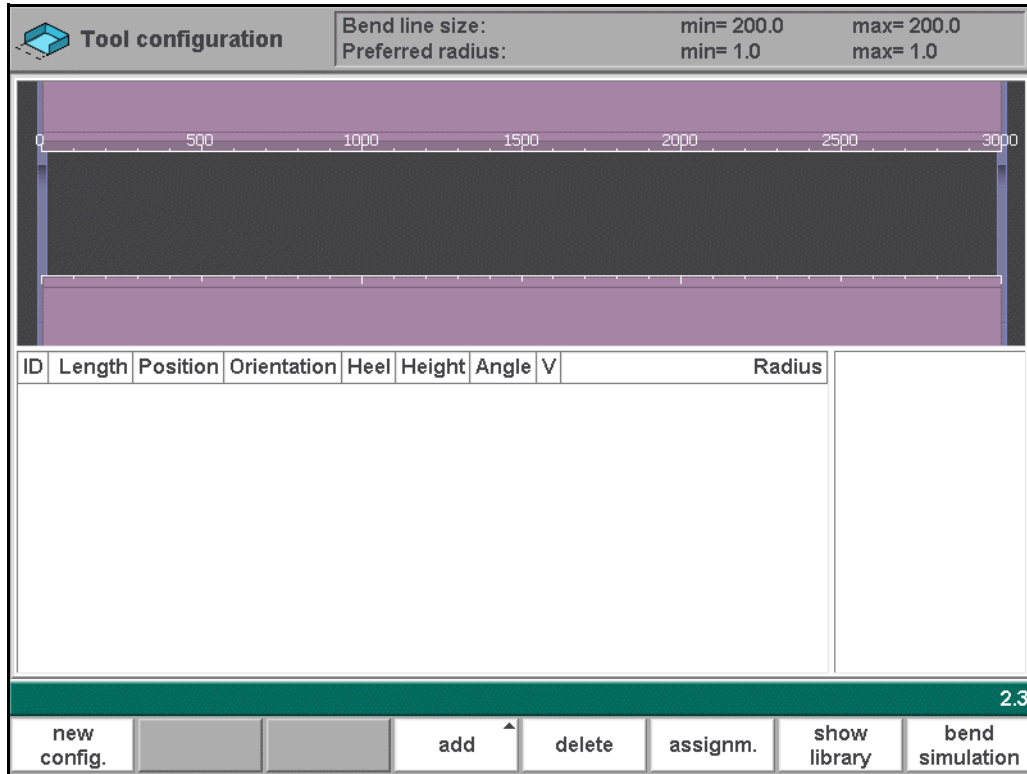 Tool configuration
Bend line size: min= 200.0 max= 200.0
Preferred radius: min= 1.0 max= 1.0
0 500 1000 1500 2000 2500 3000
ID Length Position Orientation Heel Height Angle V Radius
2.3
new config.
add
delete
assignm.
show library
bend simulation